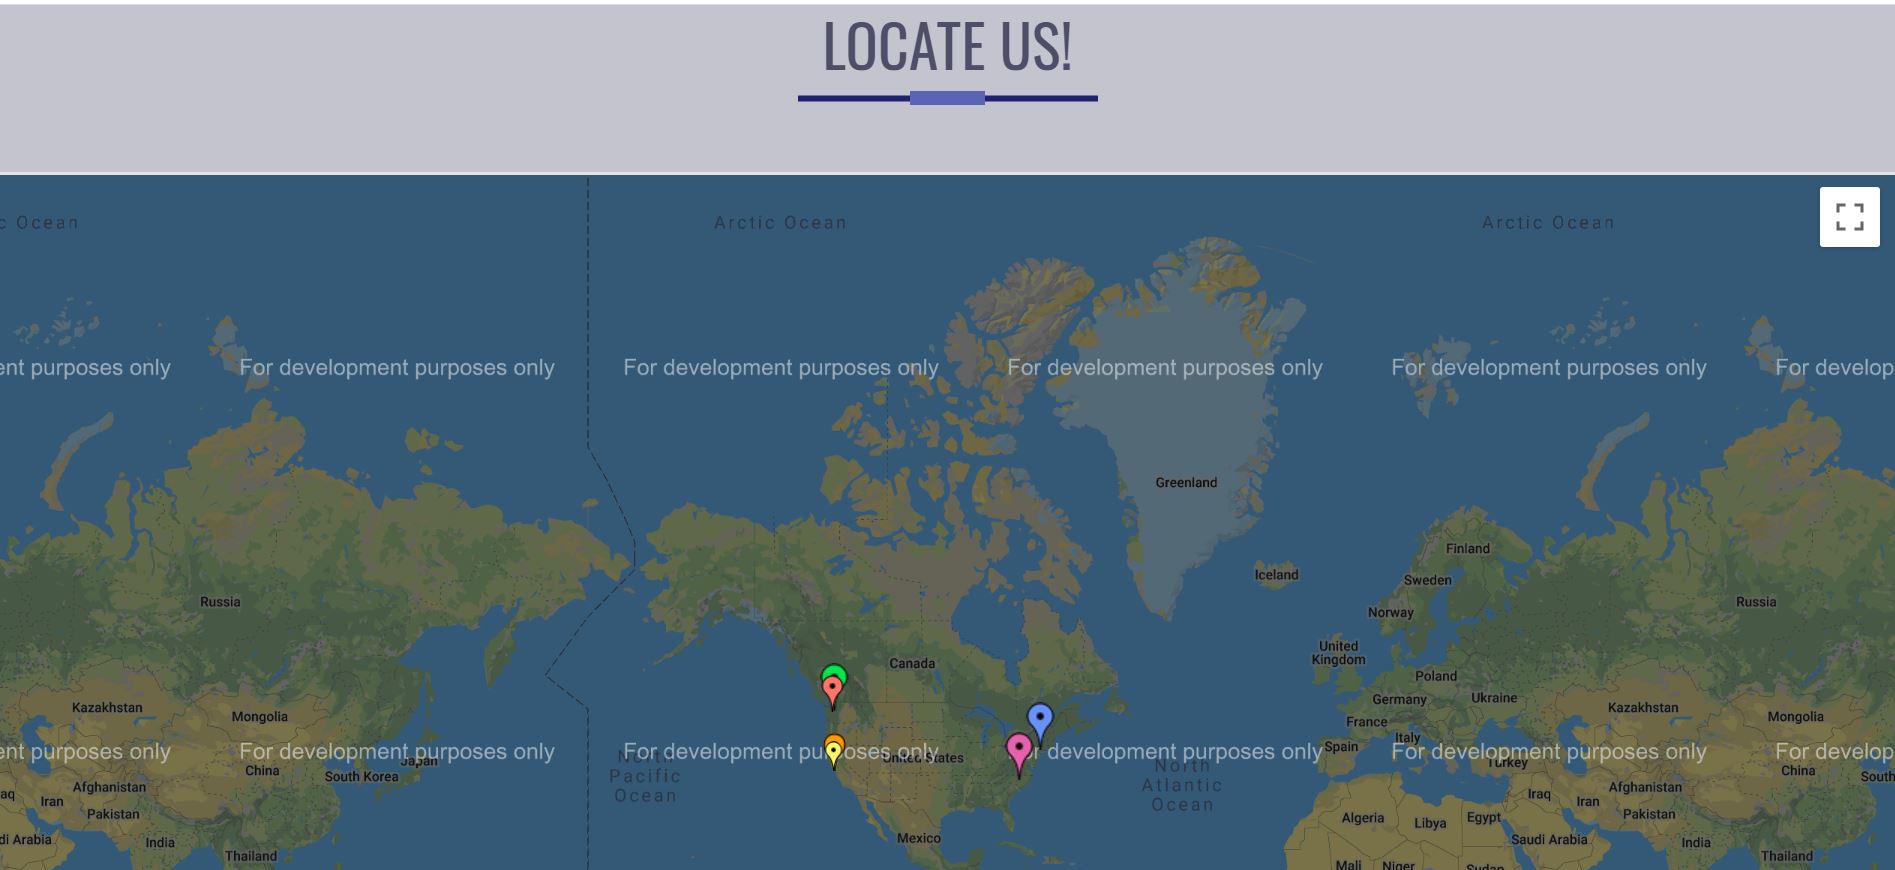 LOCATE US!
c Ocean
Arctic Ocean
Arctic Ocean
ent purposes only
For development purposes only
For development purposes only
For development purposes only
For development purposes only
For develop
Greenland
Finland
Iceland
Sweden
Russia
Russia
Norway
United
Kingdom
Canada
Poland
Germany
Ukraine
Kazakhstan
Mongolia
Kazakhstan
Mongolia
France
Italy
Spain
ent purposes only
For development purposes only
For development purposes only
For development purposes only
For development purposes only
For develop
China
South Korea
Japan
North
Pacific
Ocean
United States
North
Atlantic
Ocean
Turkey
China
South
Afghanistan
aq
Iran
Pakistan
Iraq
Iran
Afghanistan
Pakistan
Algeria
Libya
Egypt
Saudi Arabia
di Arabia
India
Thailand
Mexico
India
Thailand
Mali
Niger
Sudan